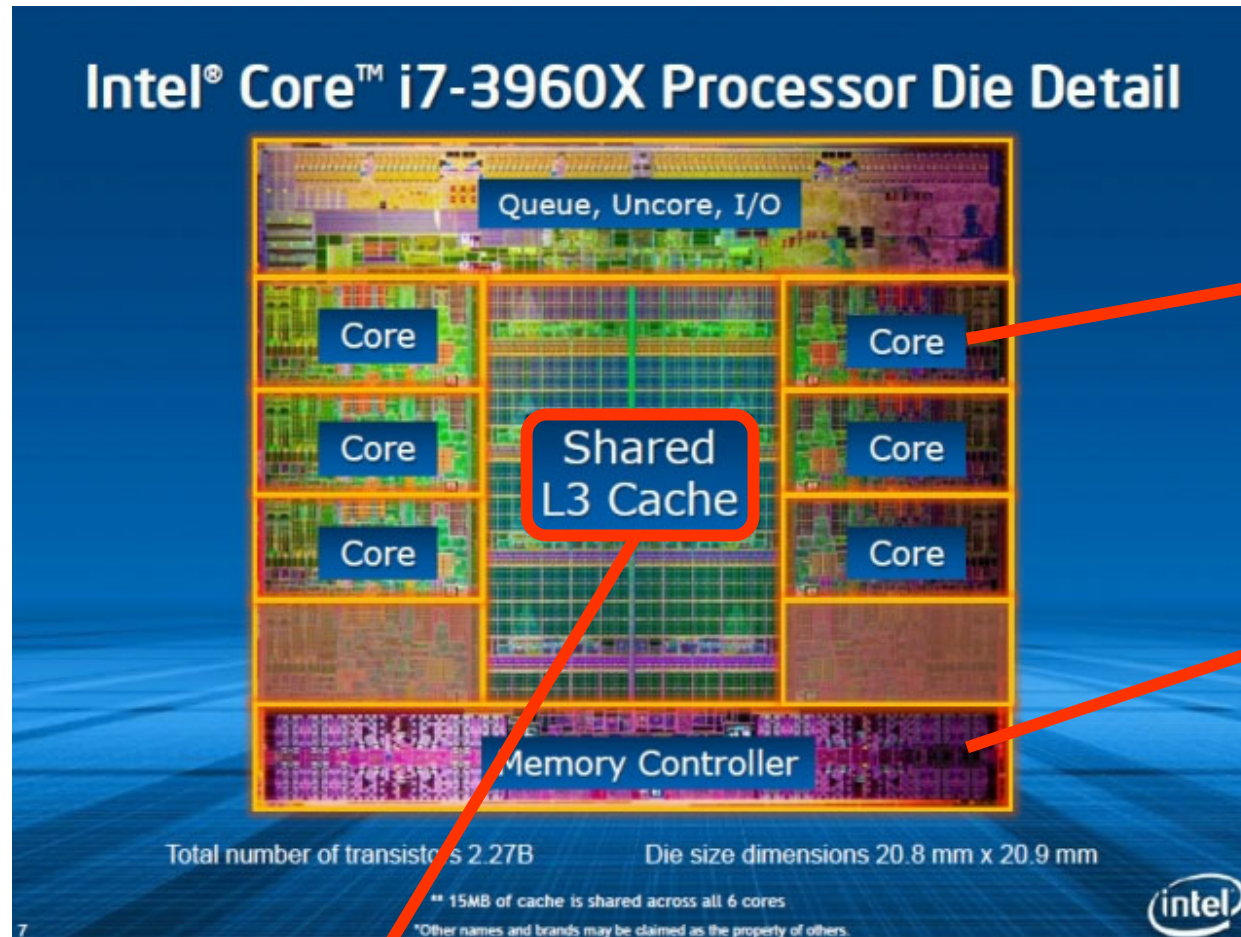 Intel® Core™ i7-3960X Processor Die Detail
Queue, Uncore, I/O
Core
Core
Core
Core
Shared
L3 Cache
Core
Core
Memory Controller
Total number of transistors 2.27B
Die size dimensions 20.8 mm x 20.9 mm
** 15MB of cache is shared across all 6 cores
*Other names and brands may be claimed as the property of others.
7
intel